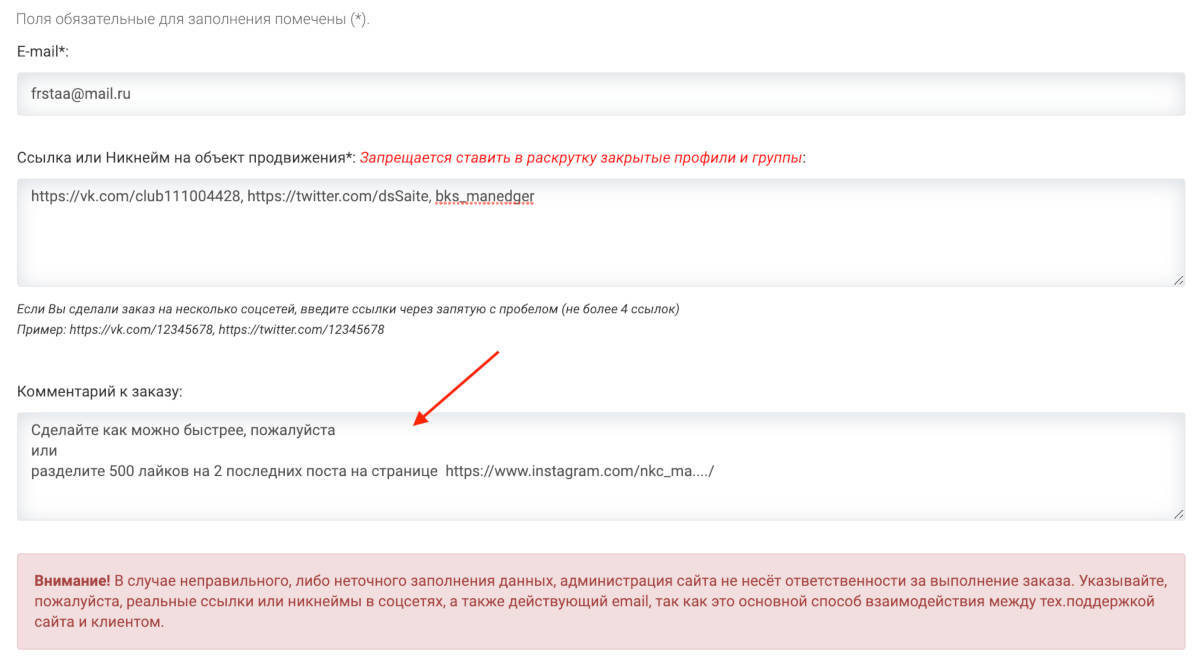 Поля обязательные для заполнения помечены (*).
E-mail*:
frstaa@mail.ru
Ссылка или Никнейм на объект продвижения*: Запрещается ставить в раскрутку закрытые профили и группы:
https://vk.com/club111004428, https://twitter.com/dsSaite, bks_manedger
Если Вы сделали заказ на несколько соцсетей, введите ссылки через запятую с пробелом (не более 4 ссылок)
Пример: https://vk.com/12345678, https://twitter.com/12345678
Комментарий к заказу:
Сделайте как можно быстрее, пожалуйста
или
разделите 500 лайков на 2 последних поста на странице  https://www.instagram.com/nkc_ma..../
Внимание! В случае неправильного, либо неточного заполнения данных, администрация сайта не несёт ответственности за выполнение заказа. Указывайте,
пожалуйста, реальные ссылки или никнеймы в соцсетях, а также действующий email, так как это основной способ взаимодействия между тех.поддержкой
сайта и клиентом.